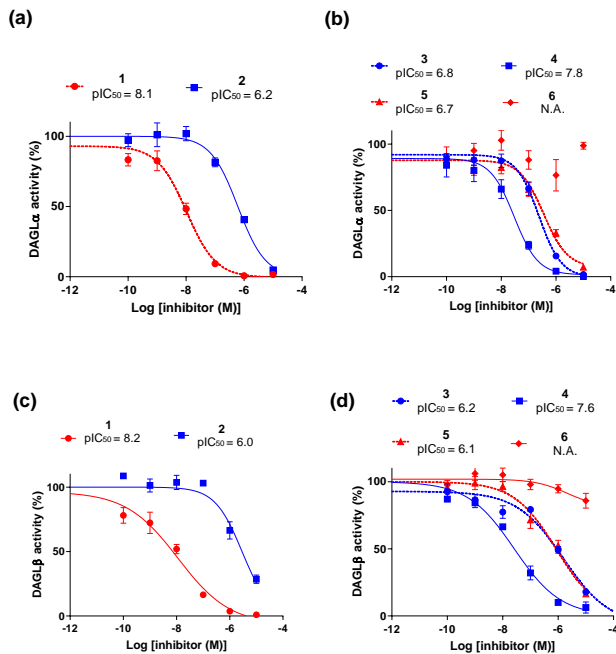 (a)
1
pIC50 = 8.1
2
pIC50 = 6.2
DAGLα activity (%)
100
50
0
-12 -10 -8 -6 -4
Log [inhibitor (M)]
(b)
3
pIC50 = 6.8
4
pIC50 = 7.8
5
pIC50 = 6.7
6
N.A.
DAGLα activity (%)
100
50
0
-12 -10 -8 -6 -4
Log [inhibitor (M)]
(c)
1
pIC50 = 8.2
2
pIC50 = 6.0
DAGLβ activity (%)
100
50
0
-12 -10 -8 -6 -4
Log [inhibitor (M)]
(d)
3
pIC50 = 6.2
4
pIC50 = 7.6
5
pIC50 = 6.1
6
N.A.
DAGLβ activity (%)
100
50
0
-12 -10 -8 -6 -4
Log [inhibitor (M)]